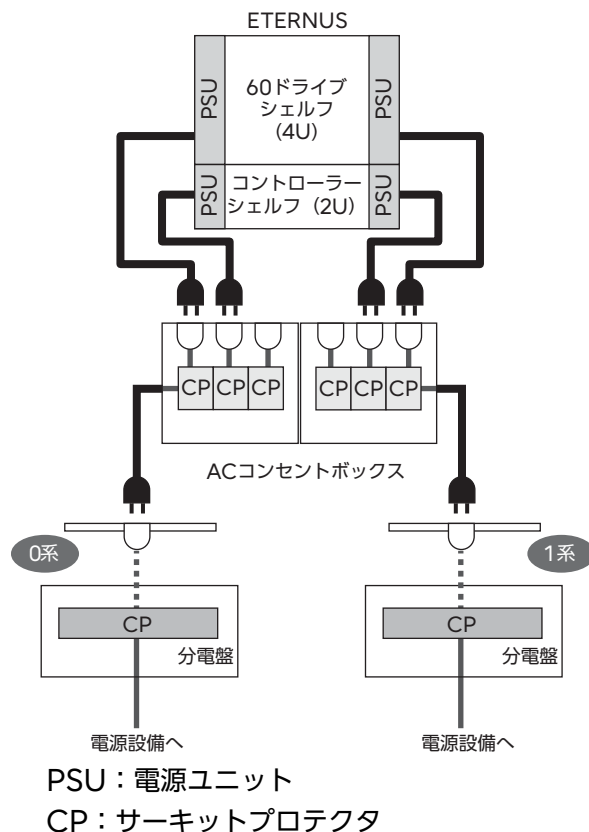 ETERNUS
PSU
60ドライブ
シェルフ
(4U)
PSU
PSU
コントローラー
シェルフ (2U)
PSU
CP CP CP
CP CP CP
ACコンセントボックス
0系
1系
CP
分電盤
CP
分電盤
電源設備へ
電源設備へ
PSU：電源ユニット
CP：サーキットプロテクタ